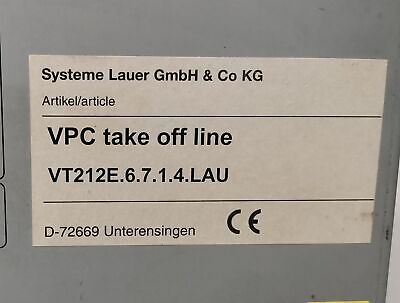 Systeme Lauer GmbH & Co KG
Artikel/article
VPC take off line
VT212E.6.7.1.4.LAU
D-72669 Unterensingen CE